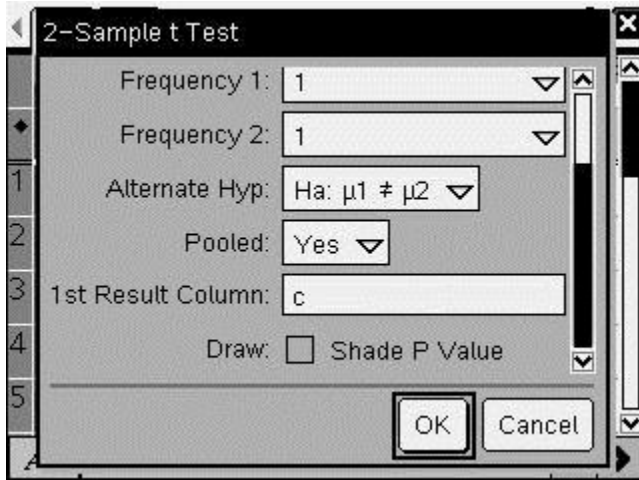 2-Sample t Test
Frequency 1: 1
Frequency 2: 1
Alternate Hyp: Ha: μ1 ≠ μ2
Pooled: Yes
1st Result Column: c
Draw: Shade P Value
OK Cancel
1
2
3
4
5